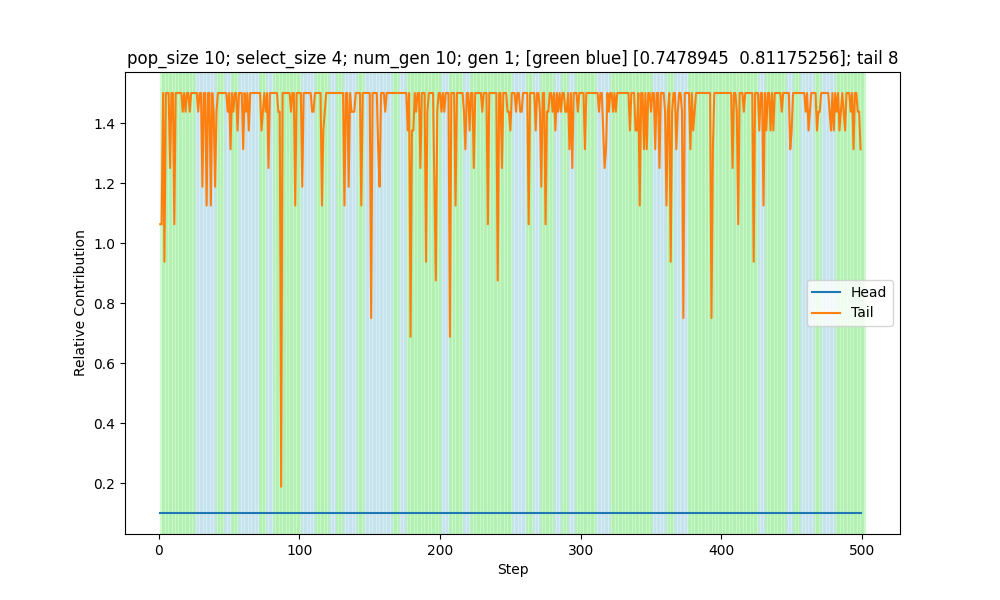 pop_size 10; select_size 4; num_gen 10; gen 1; [green blue] [0.7478945  0.81175256]; tail 8
1.4
1.2
1.0
0.8
0.6
0.4
0.2
Relative Contribution
Head
Tail
0 100 200 300 400 500
Step